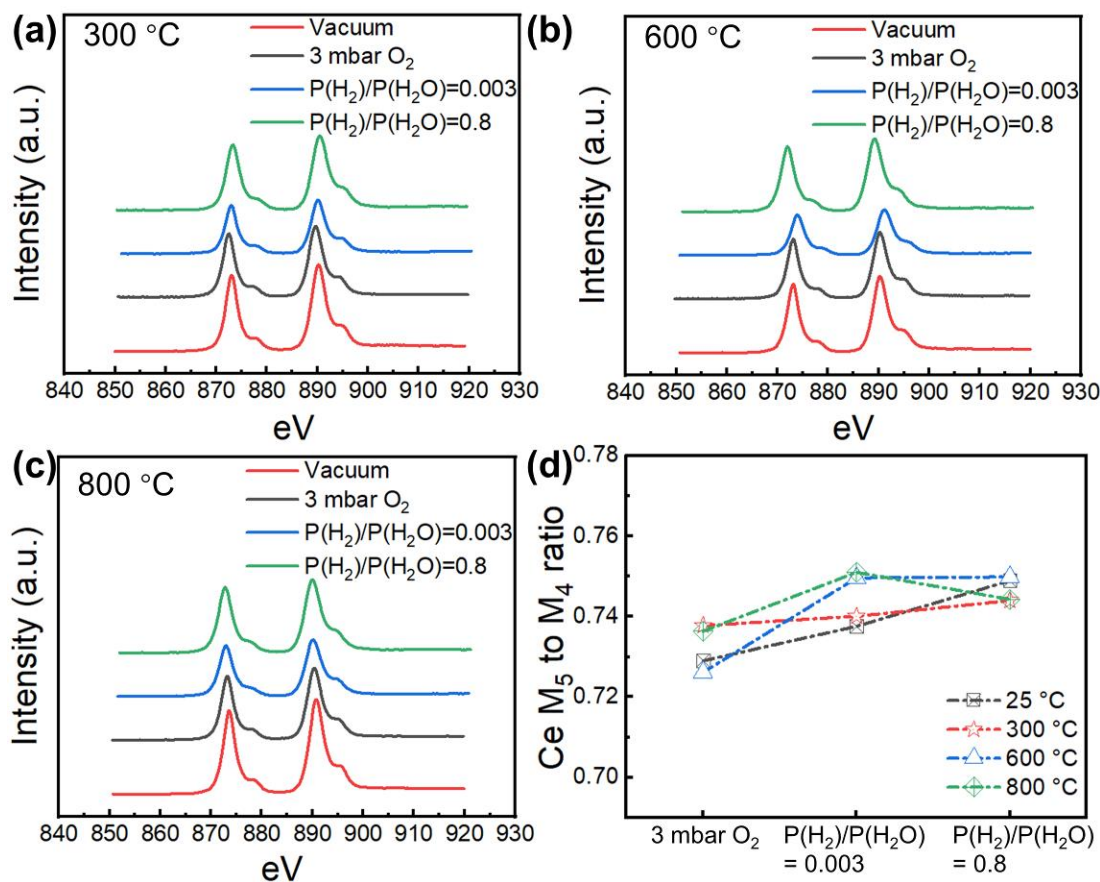 (a)
300 °C
Vacuum
3 mbar O₂
P(H₂)/P(H₂O)=0.003
P(H₂)/P(H₂O)=0.8
Intensity (a.u.)
840 850 860 870 880 890 900 910 920 930
eV
(b)
600 °C
Vacuum
3 mbar O₂
P(H₂)/P(H₂O)=0.003
P(H₂)/P(H₂O)=0.8
Intensity (a.u.)
840 850 860 870 880 890 900 910 920 930
eV
(c)
800 °C
Vacuum
3 mbar O₂
P(H₂)/P(H₂O)=0.003
P(H₂)/P(H₂O)=0.8
Intensity (a.u.)
840 850 860 870 880 890 900 910 920 930
eV
(d)
Ce M₅ to M₄ ratio
0.78
0.76
0.74
0.72
0.70
25 °C
300 °C
600 °C
800 °C
3 mbar O₂
P(H₂)/P(H₂O)
= 0.003
P(H₂)/P(H₂O)
= 0.8